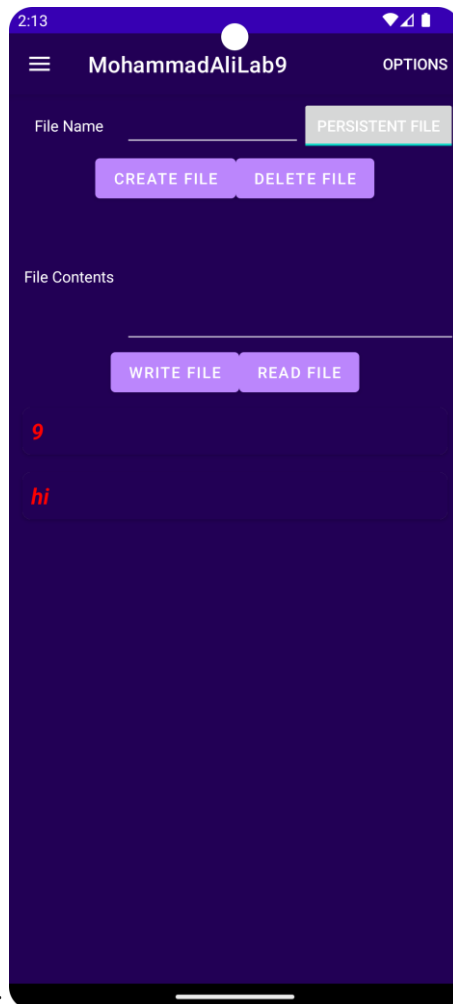 2:13
MohammadAliLab9 OPTIONS
File Name PERSISTENT FILE
CREATE FILE DELETE FILE
File Contents
WRITE FILE READ FILE
9
hi